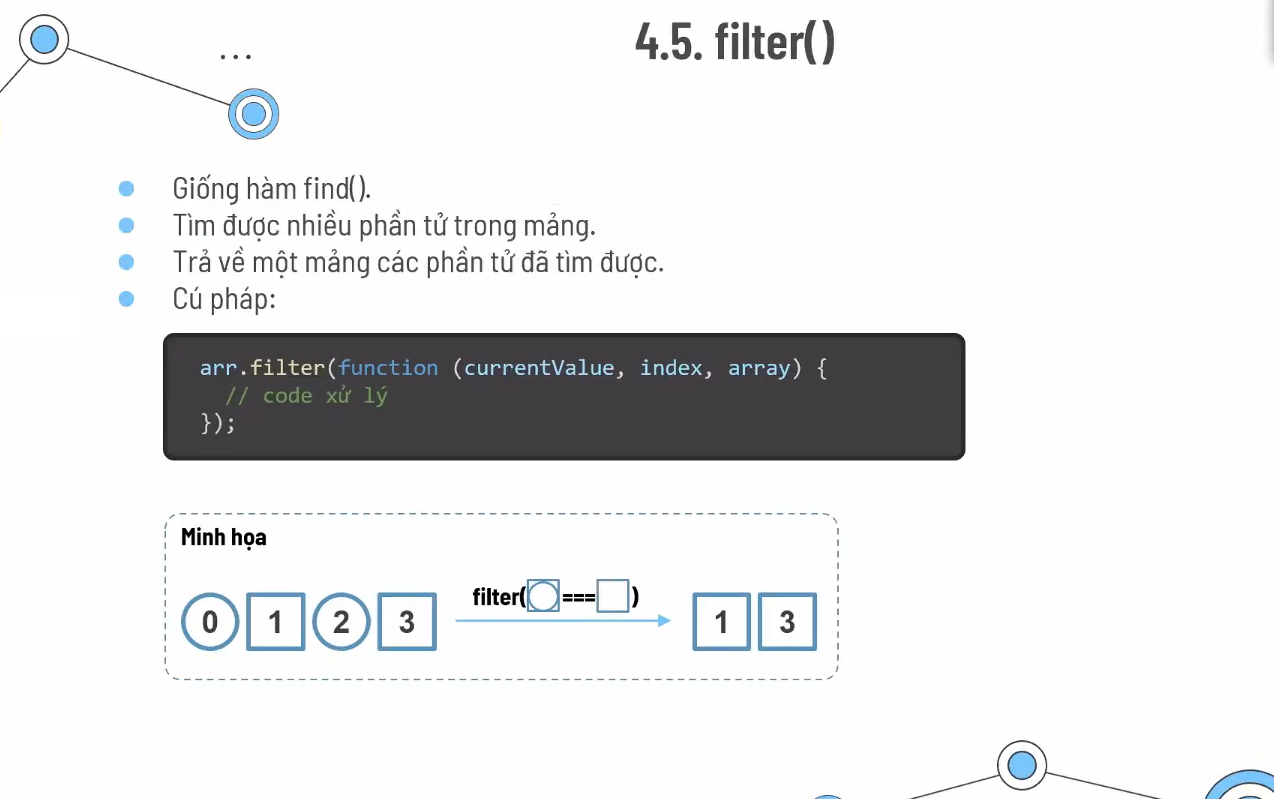 4.5. filter()
...
Giống hàm find().
Tìm được nhiều phần tử trong mảng.
Trả về một mảng các phần tử đã tìm được.
Cú pháp:
arr.filter(function (currentValue, index, array) {
// code xử lý
});
Minh họa
filter( === )
0 1 2 3 1 3